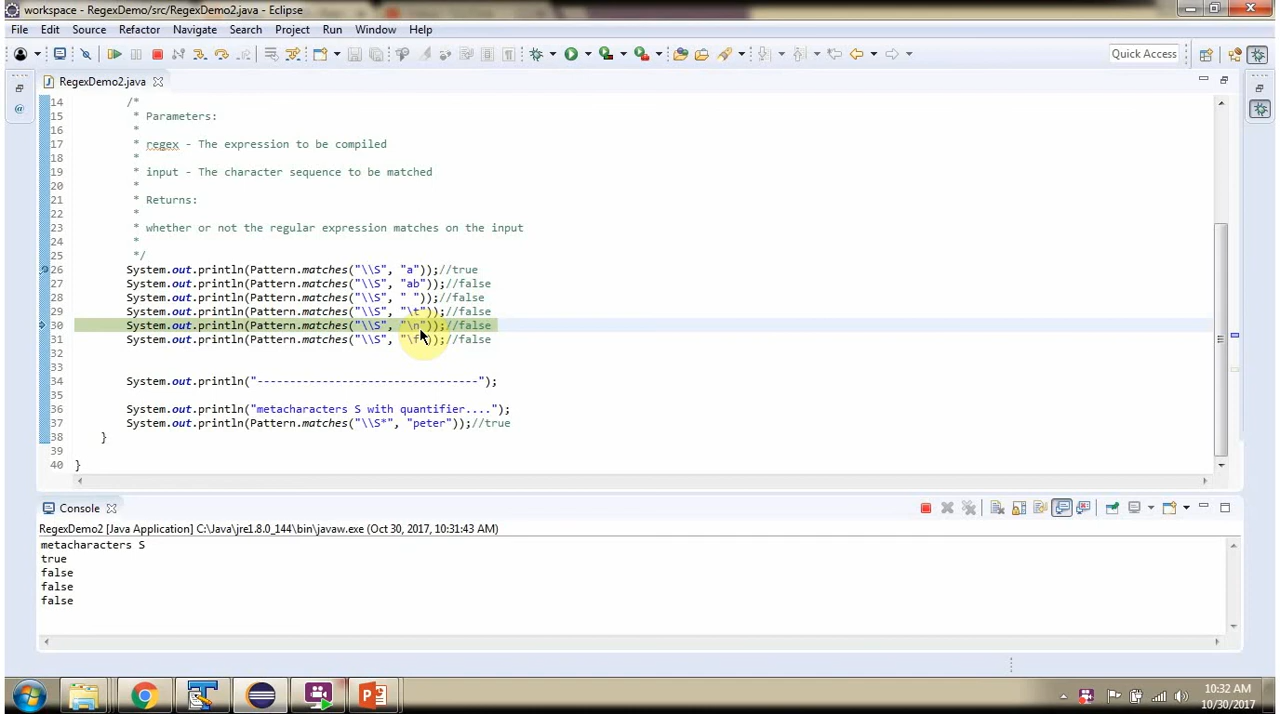 workspace - RegexDemo/src/RegexDemo2.java - Eclipse
File Edit Source Refactor Navigate Search Project Run Window Help
Quick Access
RegexDemo2.java
14 /*
15 * Parameters:
16 *
17 * regex - The expression to be compiled
18 *
19 * input - The character sequence to be matched
20 *
21 * Returns:
22 *
23 * whether or not the regular expression matches on the input
24 *
25 */
26 System.out.println(Pattern.matches("\\S", "a"));//true
27 System.out.println(Pattern.matches("\\S", "ab"));//false
28 System.out.println(Pattern.matches("\\S", " "));//false
29 System.out.println(Pattern.matches("\\S", "\t"));//false
30 System.out.println(Pattern.matches("\\S", "\n"));//false
31 System.out.println(Pattern.matches("\\S", "\f"));//false
33
34 System.out.println("----------------------------------");
35
36 System.out.println("metacharacters S with quantifier....");
37 System.out.println(Pattern.matches("\\S*", "peter"));//true
38 }
39
40 }
Console
RegexDemo2 [Java Application] C:\Java\jre1.8.0_144\bin\javaw.exe (Oct 30, 2017, 10:31:43 AM)
metacharacters S
true
false
false
false
10:32 AM
10/30/2017